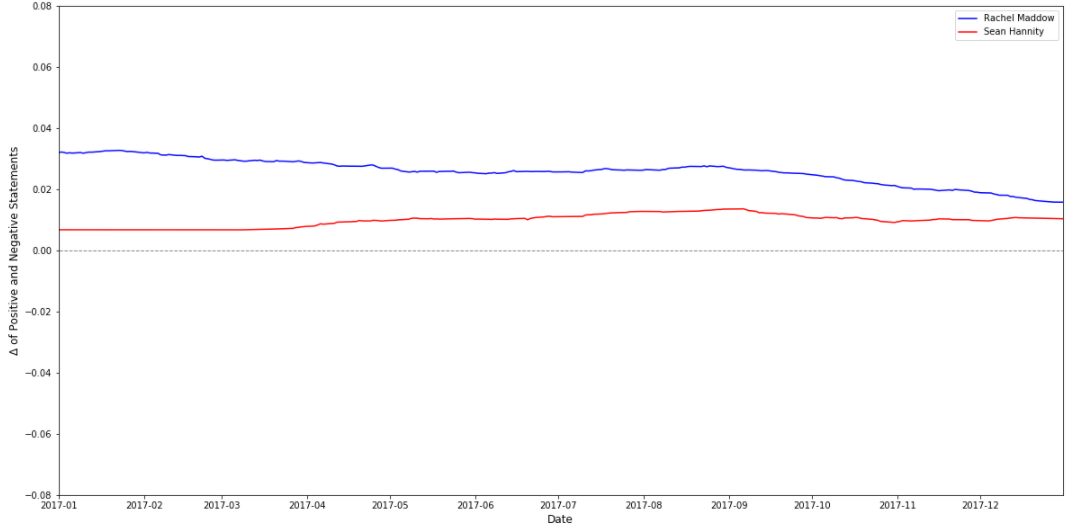 0.08
0.06
0.04
0.02
0.00
−0.02
−0.04
−0.06
−0.08
Δ of Positive and Negative Statements
Rachel Maddow
Sean Hannity
2017-01 2017-02 2017-03 2017-04 2017-05 2017-06 2017-07 2017-08 2017-09 2017-10 2017-11 2017-12
Date